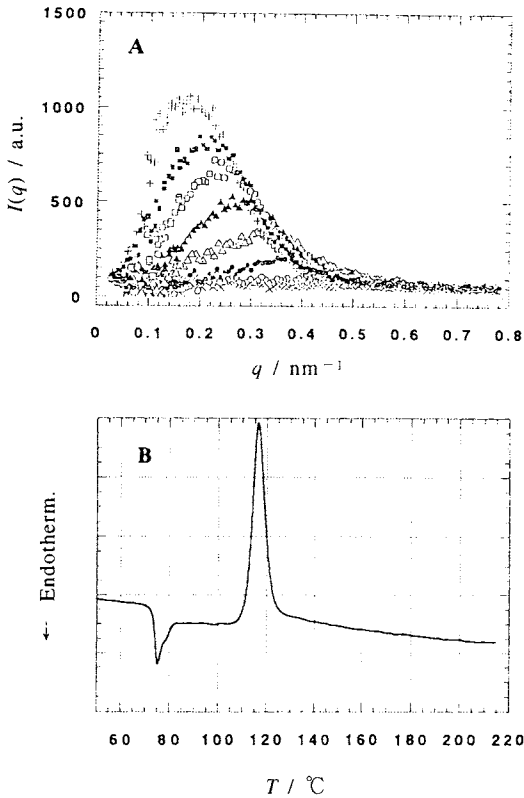 1500
A
1000
I(q) / a.u.
500
0
0 0.1 0.2 0.3 0.4 0.5 0.6 0.7 0.8
q / nm⁻¹
B
← Endotherm.
60 80 100 120 140 160 180 200 220
T / °C